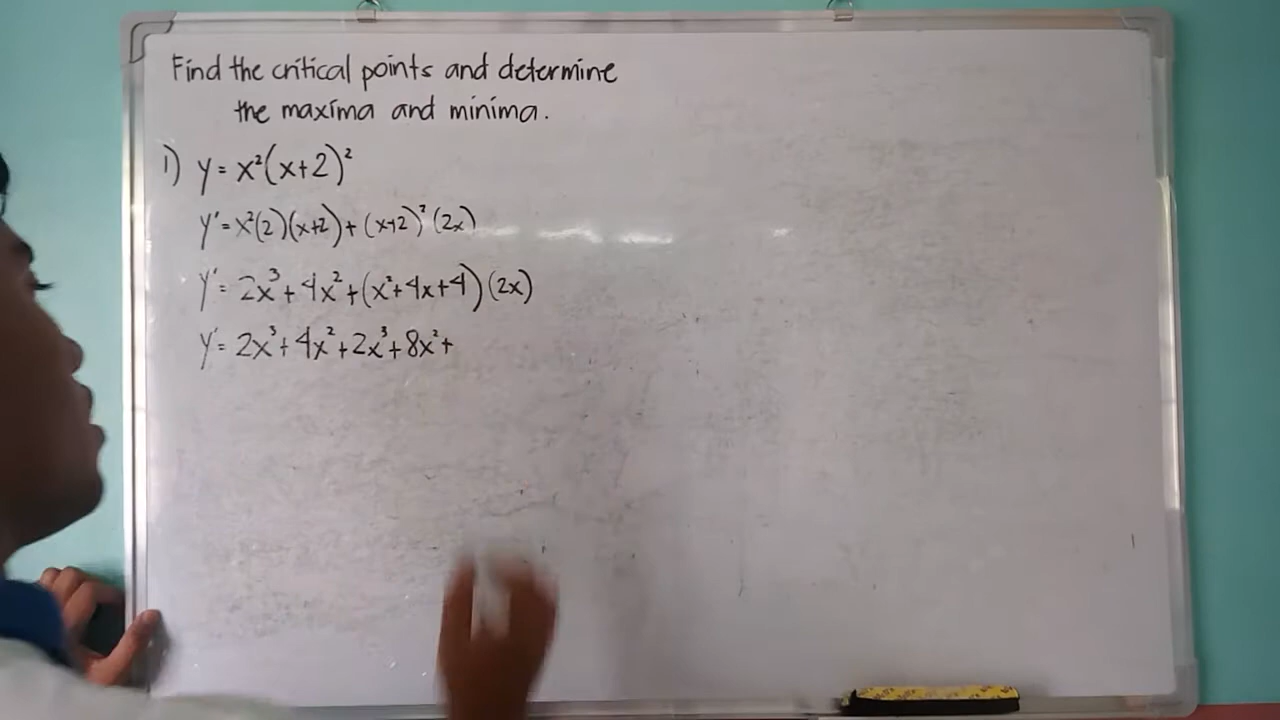 Find the critical points and determine
the maxima and minima.
1) y = x²(x+2)²
y' = x²(2)(x+2) + (x+2)²(2x)
y' = 2x³ + 4x² + (x² + 4x + 4)(2x)
y' = 2x³ + 4x² + 2x³ + 8x² +